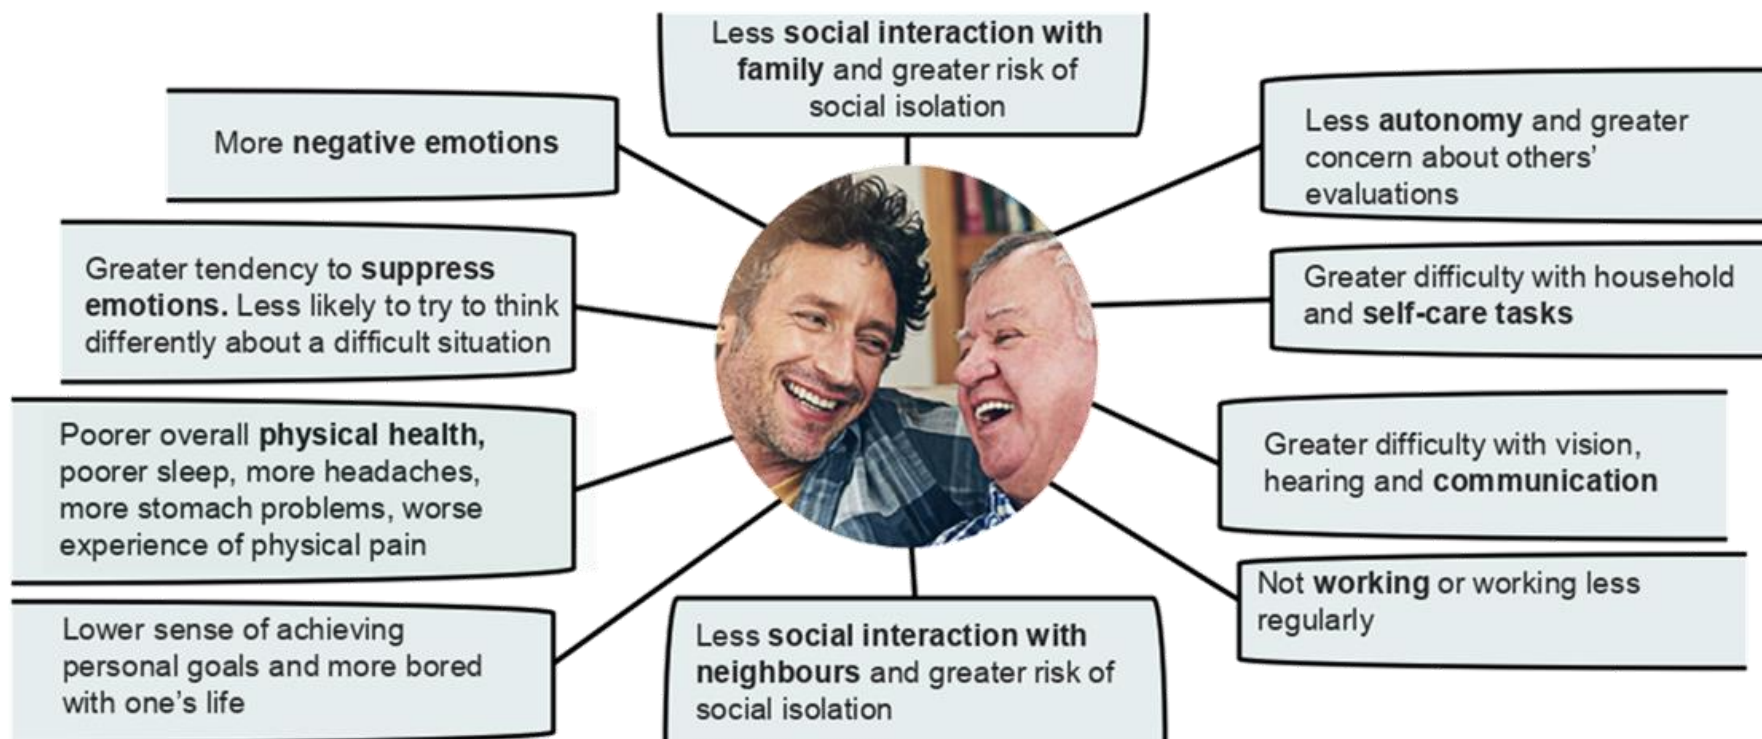 Less social interaction with
family and greater risk of
social isolation
More negative emotions
Less autonomy and greater
concern about others’
evaluations
Greater tendency to suppress
emotions. Less likely to try to think
differently about a difficult situation
Greater difficulty with household
and self-care tasks
Poorer overall physical health,
poorer sleep, more headaches,
more stomach problems, worse
experience of physical pain
Greater difficulty with vision,
hearing and communication
Not working or working less
regularly
Lower sense of achieving
personal goals and more bored
with one’s life
Less social interaction with
neighbours and greater risk of
social isolation